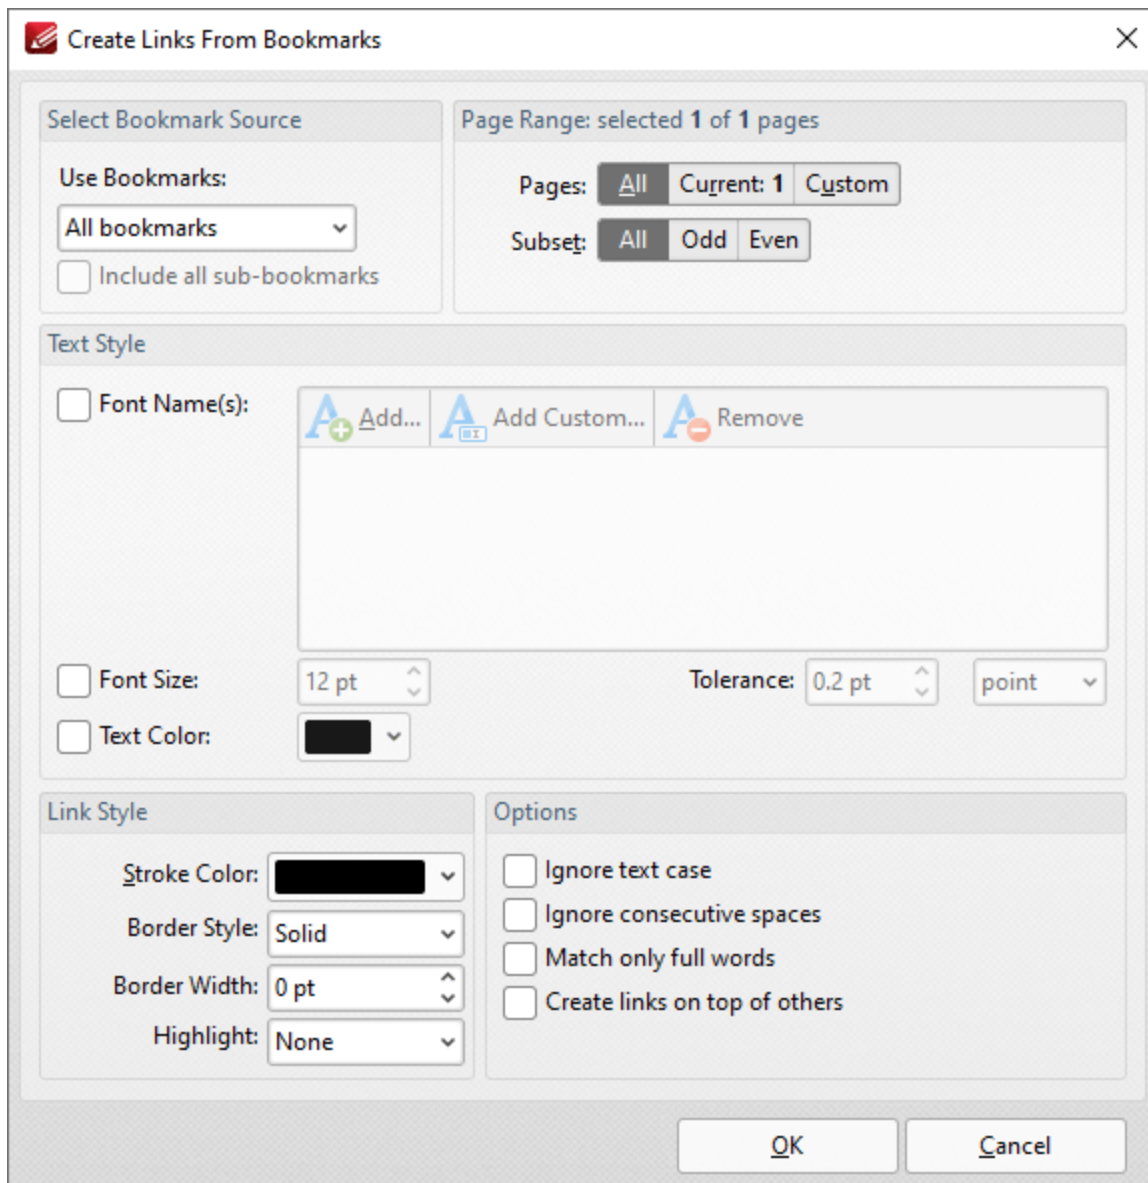 Create Links From Bookmarks
Select Bookmark Source
Use Bookmarks:
All bookmarks
Include all sub-bookmarks
Page Range: selected 1 of 1 pages
Pages: All Current: 1 Custom
Subset: All Odd Even
Text Style
Font Name(s): Add... Add Custom... Remove
Font Size: 12 pt Tolerance: 0.2 pt point
Text Color:
Link Style
Stroke Color:
Border Style: Solid
Border Width: 0 pt
Highlight: None
Options
Ignore text case
Ignore consecutive spaces
Match only full words
Create links on top of others
OK Cancel